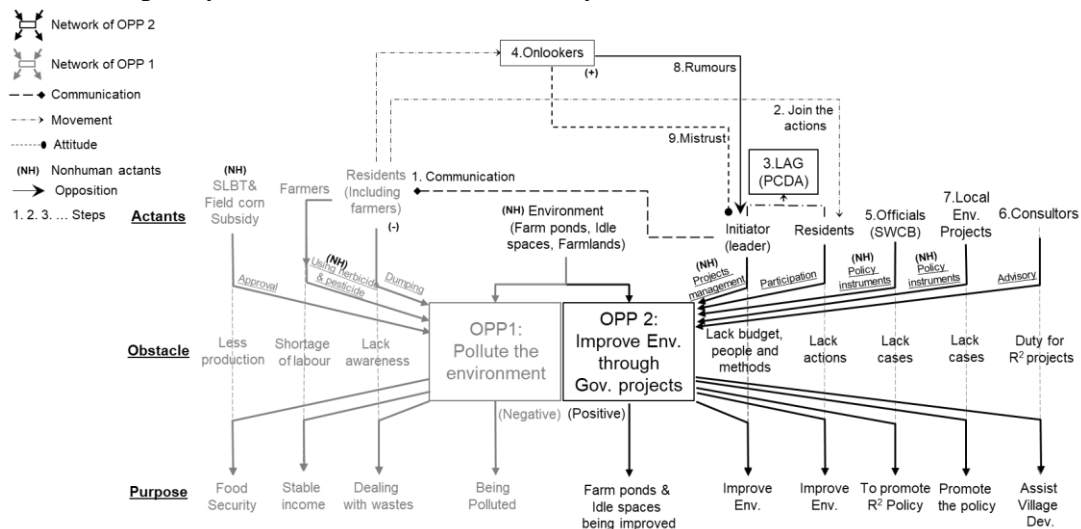 Network of OPP 2
Network of OPP 1
Communication
Movement
Attitude
(NH) Nonhuman actants
Opposition
1. 2. 3. … Steps
4.Onlookers
(+)
8.Rumours
2. Join the
actions
9.Mistrust
3.LAG
(PCDA)
1. Communication
Actants
(NH)
SLBT&
Field corn
Subsidy
Farmers
Residents
(Including
farmers)
(-)
(NH) Environment
(Farm ponds, Idle
spaces, Farmlands)
Initiator
(leader)
Residents
5.Officials
(SWCB)
7.Local
Env.
Projects
6.Consultors
Approval
(NH)
Using herbicide
& pesticide
Dumping
(NH)
Projects
management
Participation
(NH)
Policy
instruments
(NH)
Policy
instruments
Advisory
Obstacle
Less
production
Shortage
of labour
Lack
awareness
OPP1:
Pollute the
environment
OPP 2:
Improve Env.
through
Gov. projects
Lack budget,
people and
methods
Lack
actions
Lack
cases
Lack
cases
Duty for
R² projects
(Negative)
(Positive)
Purpose
Food
Security
Stable
income
Dealing
with wastes
Being
Polluted
Farm ponds &
Idle spaces
being improved
Improve
Env.
Improve
Env.
To promote
R² Policy
Promote
the policy
Assist
Village
Dev.